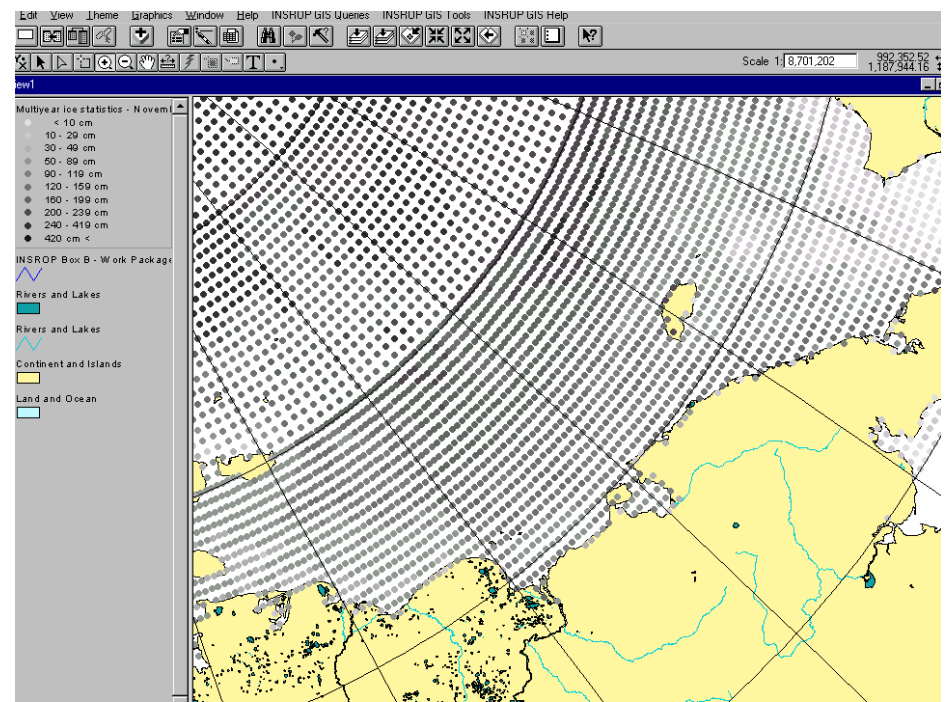 Edit View Theme Graphics Window Help INSROP GIS Queries INSROP GIS Tools INSROP GIS Help
Scale 1: 8,701,202
992,352.52
1,187,944.16
ew1
Multiyear ice statistics - Novem
< 10 cm
10 - 29 cm
30 - 49 cm
50 - 89 cm
90 - 119 cm
120 - 159 cm
160 - 199 cm
200 - 239 cm
240 - 419 cm
420 cm <
INSROP Box B - Work Package
Rivers and Lakes
Rivers and Lakes
Continent and Islands
Land and Ocean